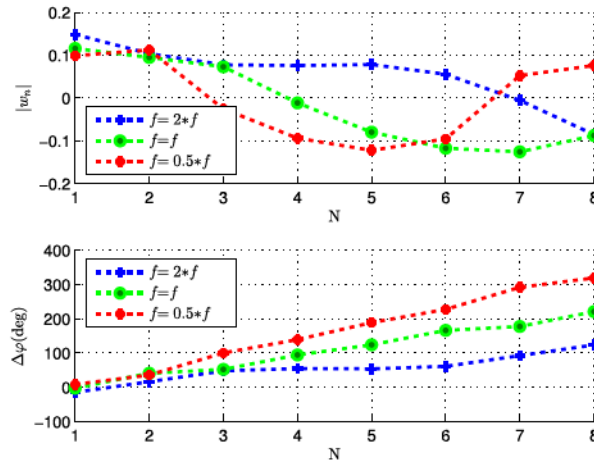 0.2
0.1
0
−0.1
−0.2
|wₙ|
f= 2*f
f=f
f= 0.5*f
1 2 3 4 5 6 7 8
N
400
300
200
100
0
−100
Δφ(deg)
f= 2*f
f=f
f= 0.5*f
1 2 3 4 5 6 7 8
N